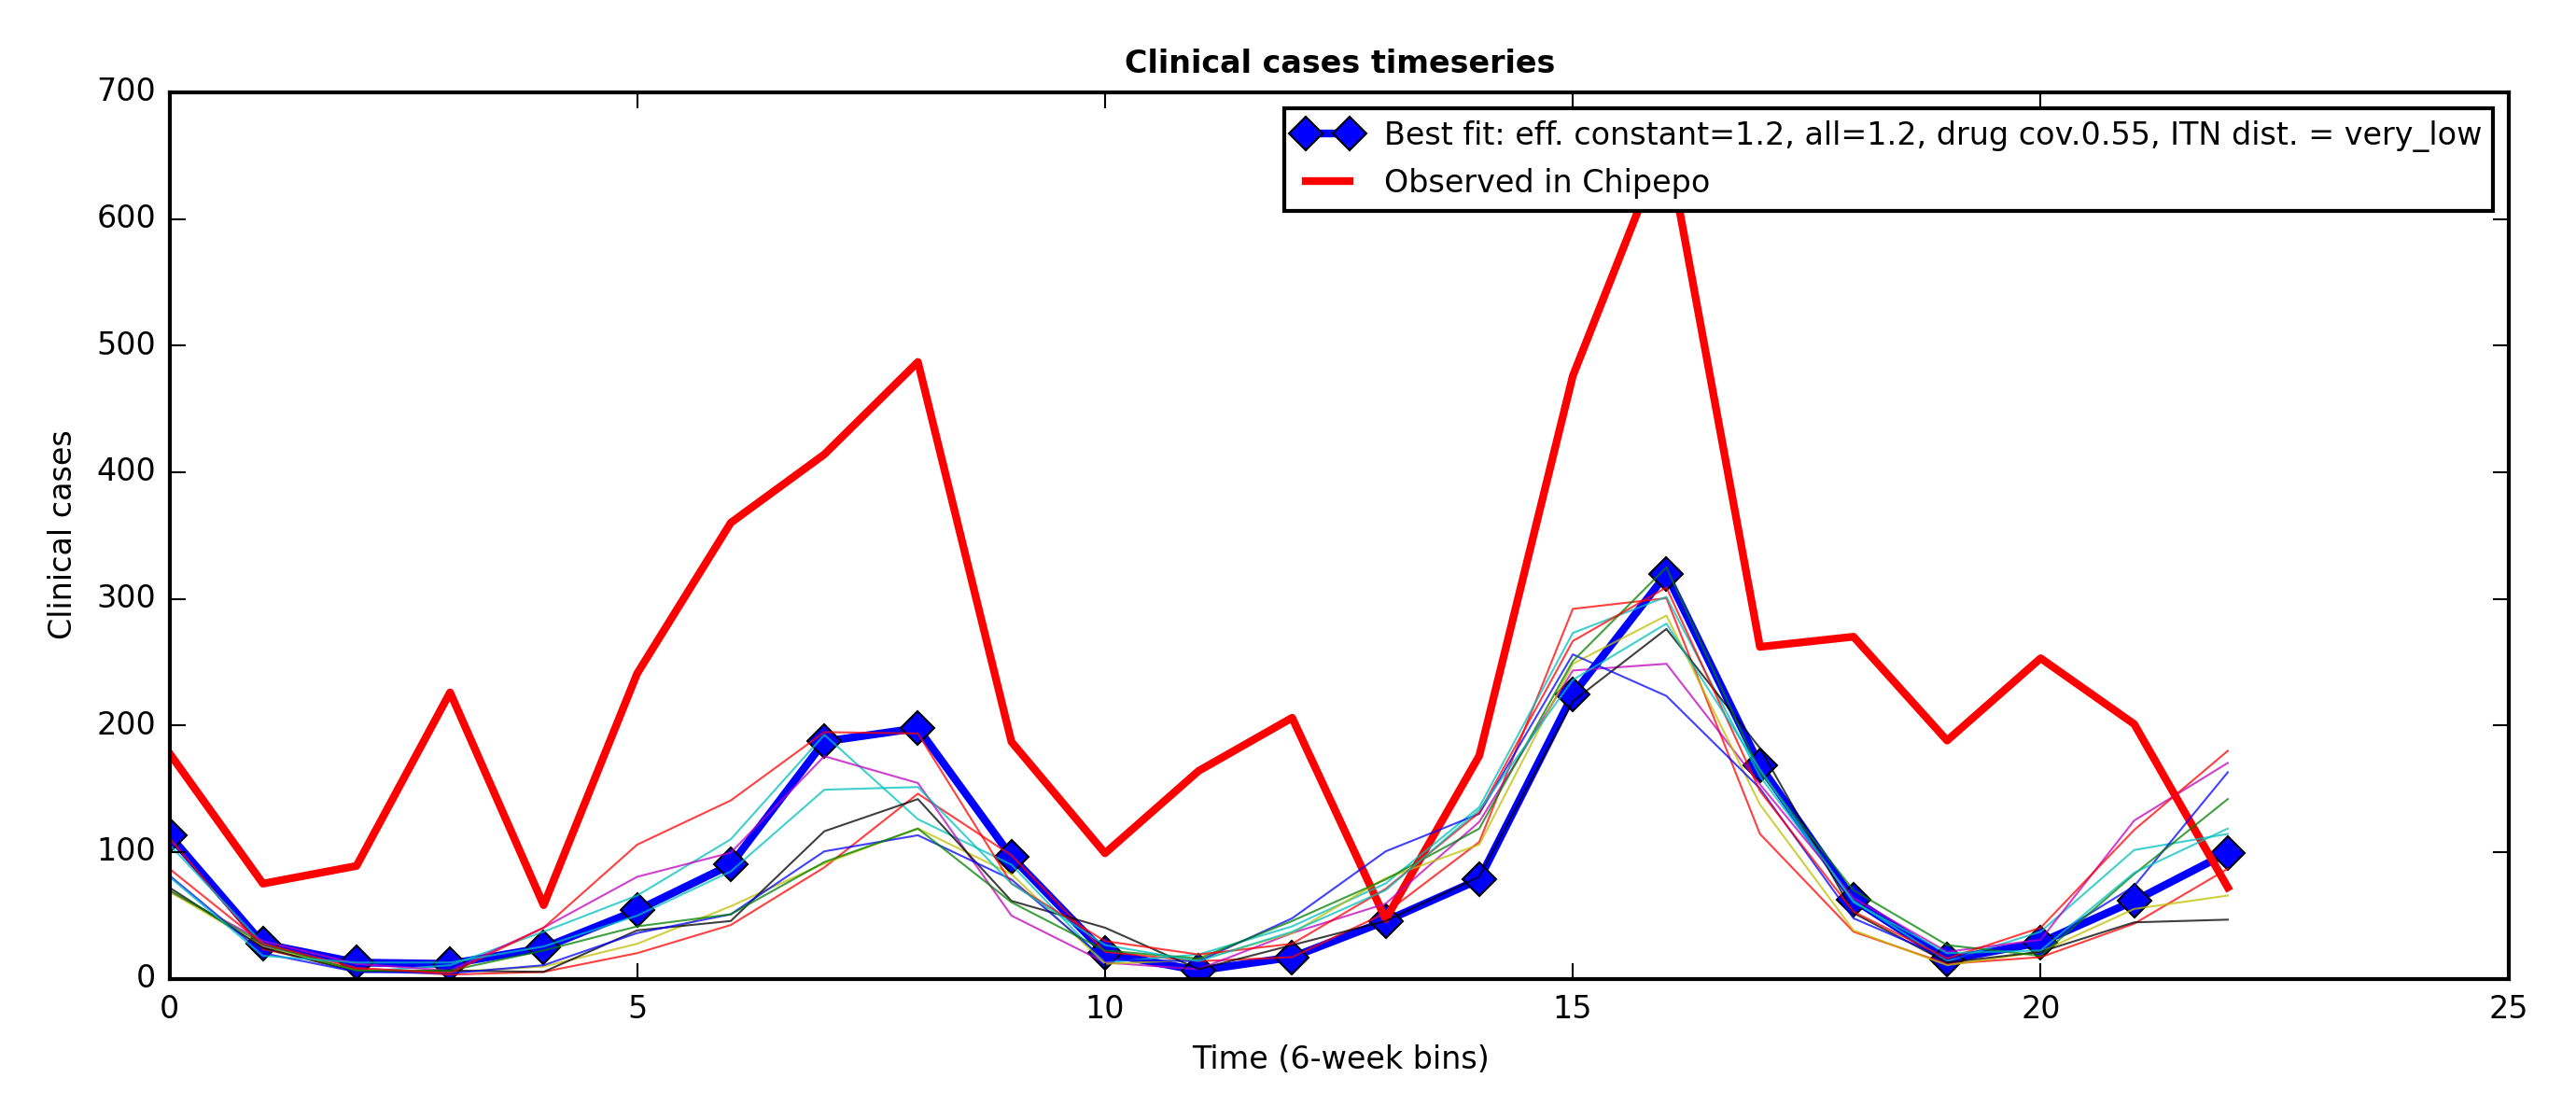 Clinical cases timeseries
700
600
500
400
300
200
100
0
Clinical cases
Best fit: eff. constant=1.2, all=1.2, drug cov.0.55, ITN dist. = very_low
Observed in Chipepo
0 5 10 15 20 25
Time (6-week bins)